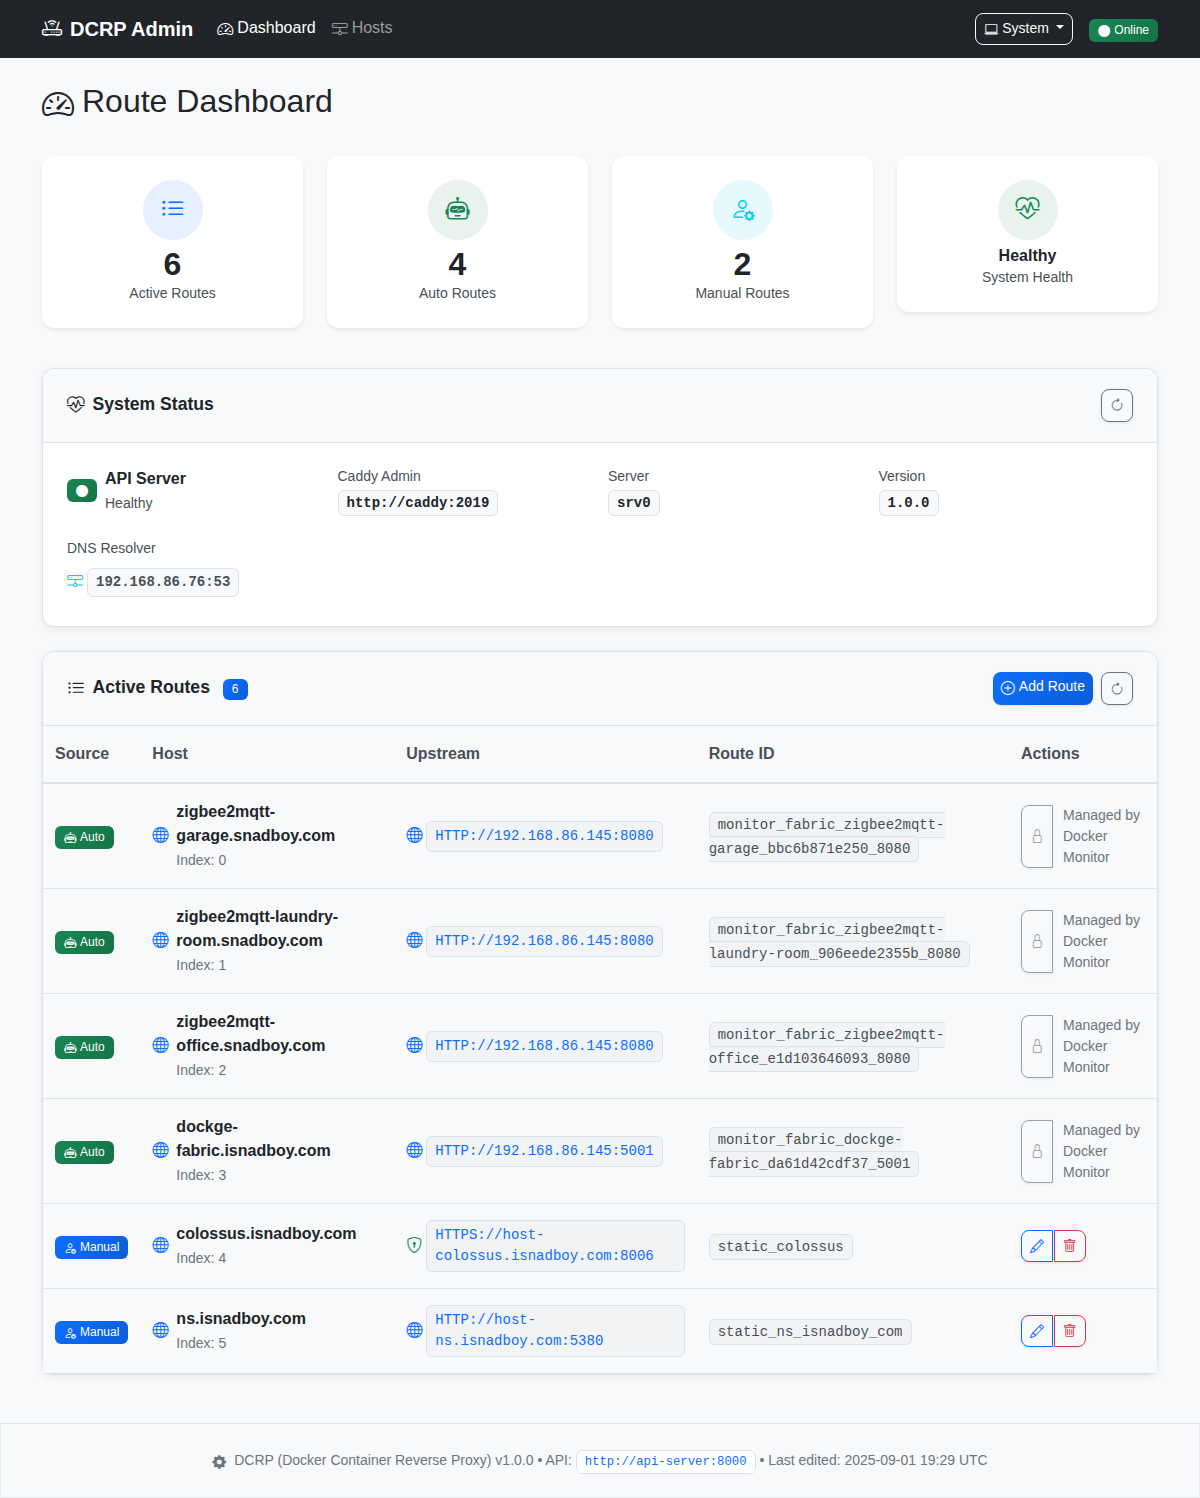 DCRP Admin Dashboard Hosts System Online
Route Dashboard
6
Active Routes
4
Auto Routes
2
Manual Routes
Healthy
System Health
System Status
API Server
Healthy
Caddy Admin
http://caddy:2019
Server
srv0
Version
1.0.0
DNS Resolver
192.168.86.76:53
Active Routes 6 Add Route
Source Host Upstream Route ID Actions
Auto
zigbee2mqtt-
garage.snadboy.com
Index: 0
HTTP://192.168.86.145:8080
monitor_fabric_zigbee2mqtt-
garage_bbc6b871e250_8080
Managed by
Docker
Monitor
Auto
zigbee2mqtt-laundry-
room.snadboy.com
Index: 1
HTTP://192.168.86.145:8080
monitor_fabric_zigbee2mqtt-
laundry-room_906eede2355b_8080
Managed by
Docker
Monitor
Auto
zigbee2mqtt-
office.snadboy.com
Index: 2
HTTP://192.168.86.145:8080
monitor_fabric_zigbee2mqtt-
office_e1d103646093_8080
Managed by
Docker
Monitor
Auto
dockge-
fabric.isnadboy.com
Index: 3
HTTP://192.168.86.145:5001
monitor_fabric_dockge-
fabric_da61d42cdf37_5001
Managed by
Docker
Monitor
Manual
colossus.isnadboy.com
Index: 4
HTTPS://host-
colossus.isnadboy.com:8006
static_colossus
Manual
ns.isnadboy.com
Index: 5
HTTP://host-
ns.isnadboy.com:5380
static_ns_isnadboy_com
DCRP (Docker Container Reverse Proxy) v1.0.0 • API: http://api-server:8000 • Last edited: 2025-09-01 19:29 UTC